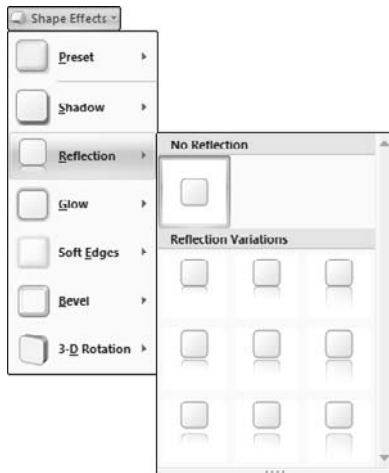 Shape Effects
Preset
Shadow
Reflection
Glow
Soft Edges
Bevel
3-D Rotation
No Reflection
Reflection Variations